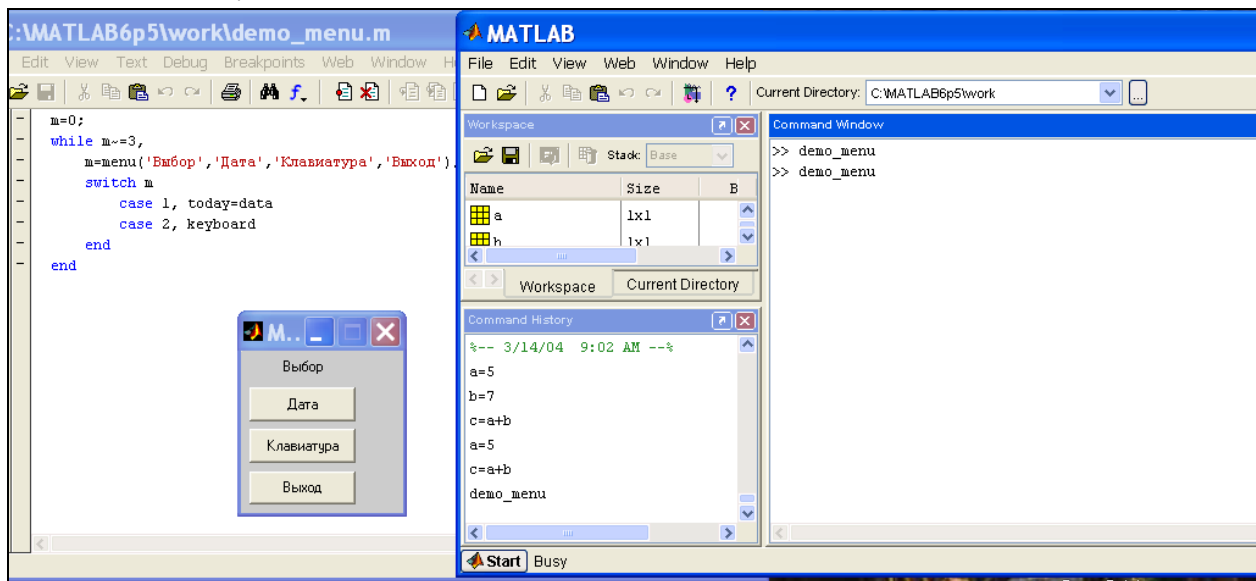 :\MATLAB6p5\work\demo_menu.m
Edit View Text Debug Breakpoints Web Window
m=0;
while m~=3,
m=menu('Выбор','Дата','Клавиатура','Выход')
switch m
case 1, today=data
case 2, keyboard
end
end
M..
Выбор
Дата
Клавиатура
Выход
MATLAB
File Edit View Web Window Help
? Current Directory: C:\MATLAB6p5\work ...
Workspace
Stack: Base
Name Size B
a 1x1
b 1x1
Workspace Current Directory
Command History
%-- 3/14/04 9:02 AM --%
a=5
b=7
c=a+b
a=5
c=a+b
demo_menu
Start Busy
Command Window
>> demo_menu
>> demo_menu